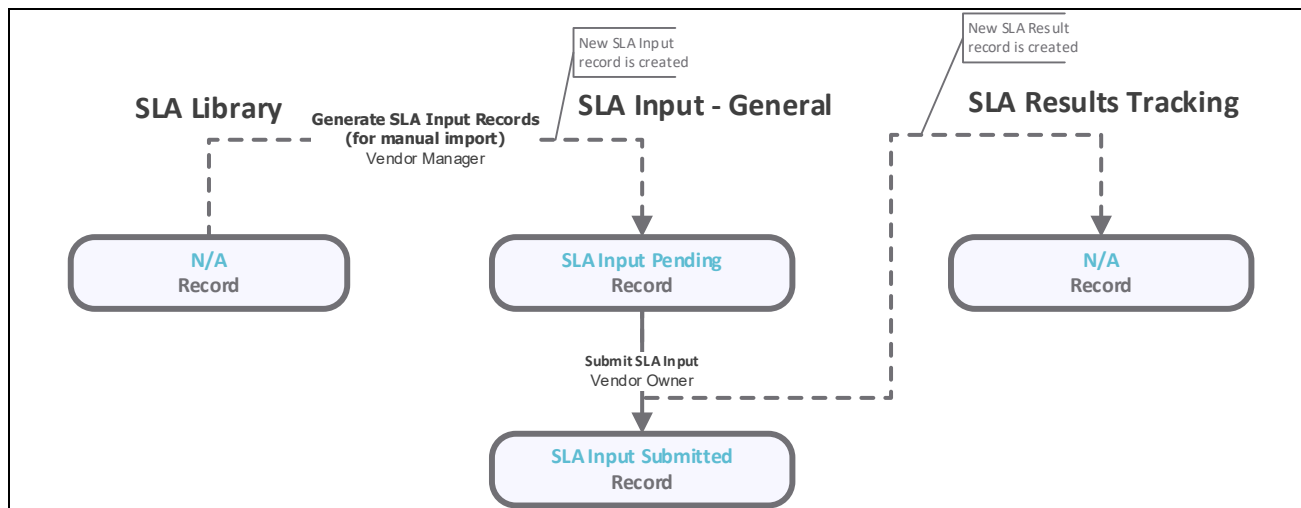 New SLA Input
record is created
New SLA Result
record is created
SLA Library
SLA Input - General
SLA Results Tracking
Generate SLA Input Records
(for manual import)
Vendor Manager
N/A
Record
SLA Input Pending
Record
N/A
Record
Submit SLA Input
Vendor Owner
SLA Input Submitted
Record